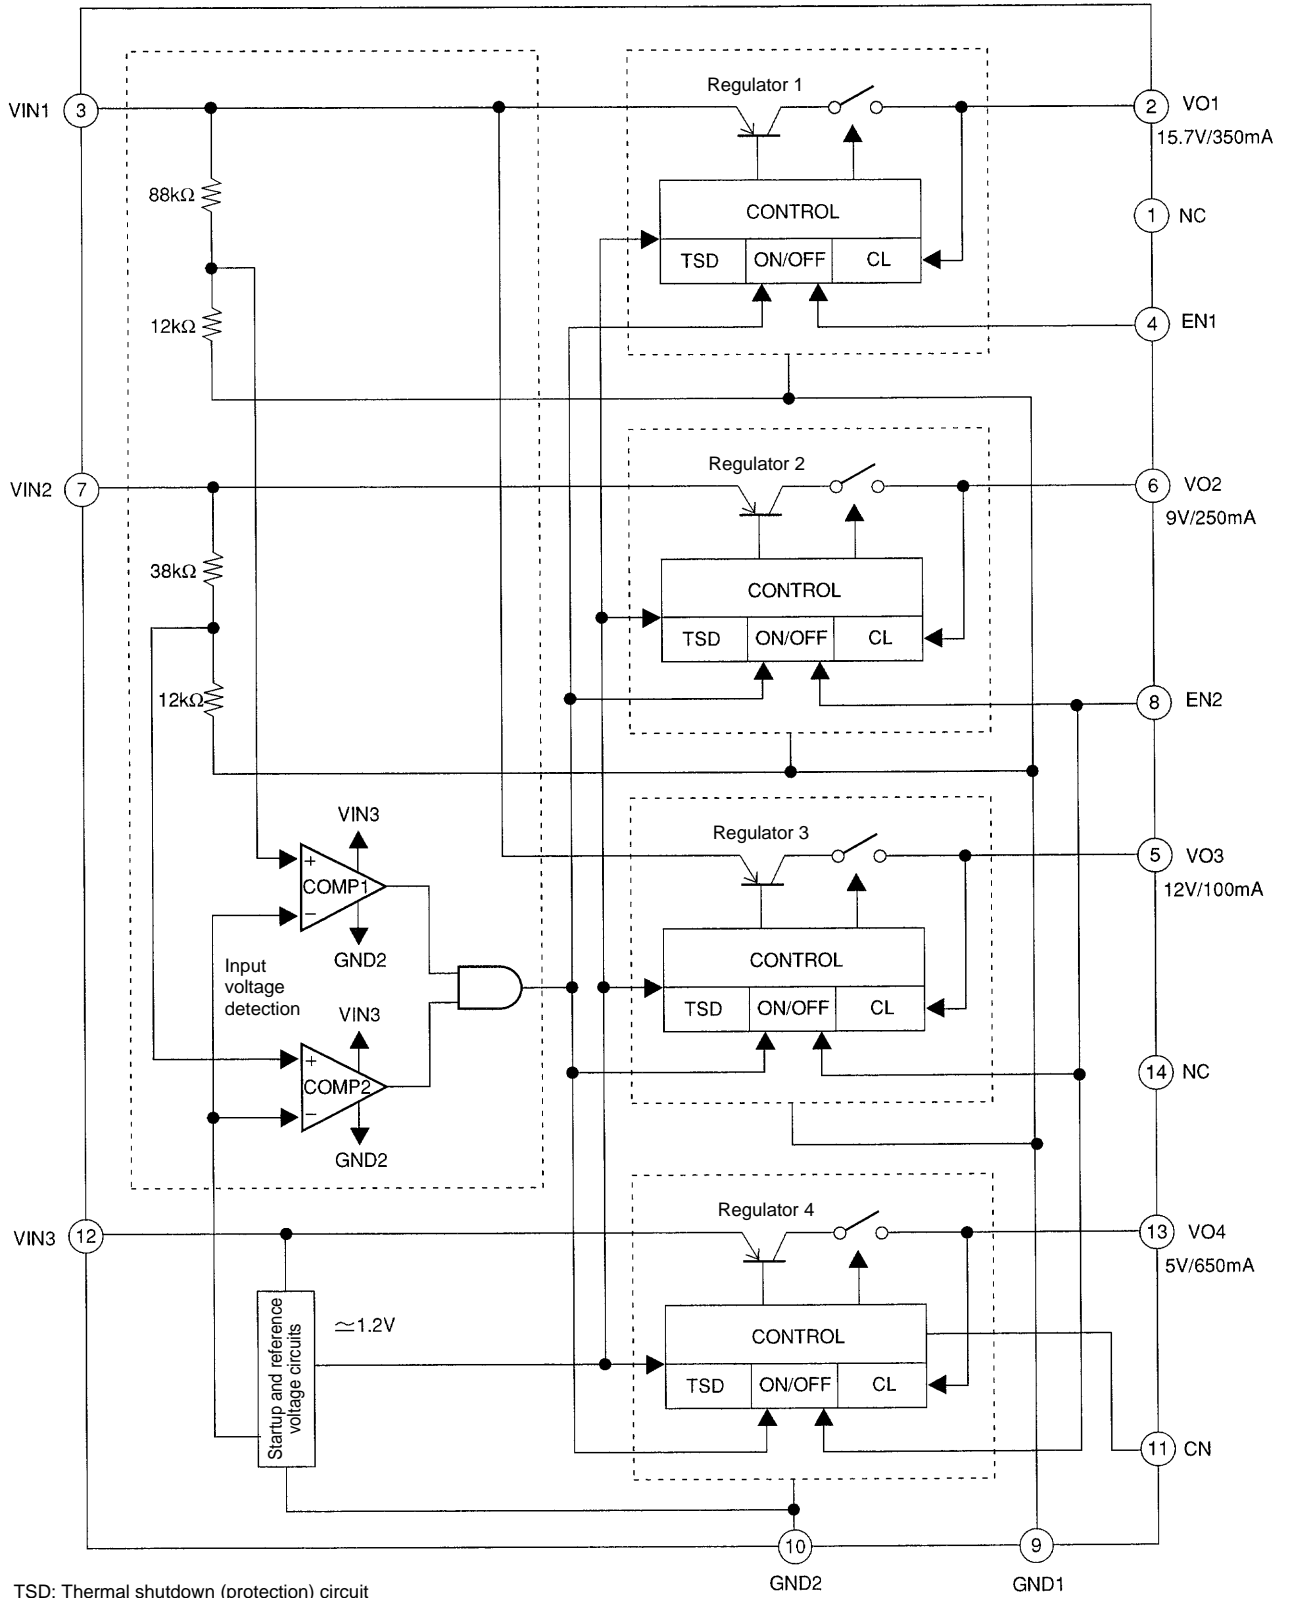 Regulator 1
VIN1
3
2
VO1
15.7V/350mA
88kΩ
CONTROL
1
NC
TSD
ON/OFF
CL
12kΩ
4
EN1
Regulator 2
VIN2
7
6
VO2
9V/250mA
38kΩ
CONTROL
TSD
ON/OFF
CL
12kΩ
8
EN2
VIN3
Regulator 3
+
COMP1
−
5
VO3
12V/100mA
GND2
CONTROL
Input
voltage
detection
TSD
ON/OFF
CL
VIN3
+
COMP2
−
14
NC
GND2
Regulator 4
VIN3
12
13
VO4
5V/650mA
Startup and reference
voltage circuits
≃1.2V
CONTROL
TSD
ON/OFF
CL
11
CN
10
9
GND2
GND1
TSD: Thermal shutdown (protection) circuit